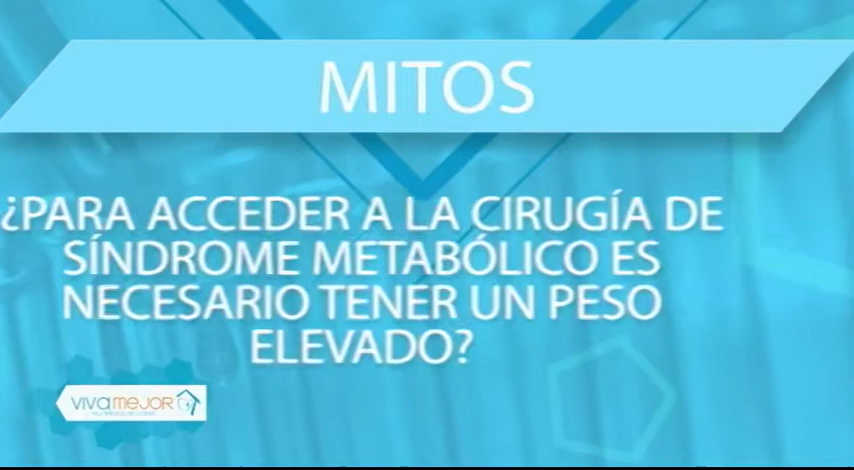 MITOS
¿PARA ACCEDER A LA CIRUGÍA DE
SÍNDROME METABÓLICO ES
NECESARIO TENER UN PESO
ELEVADO?
VIVAMEJOR